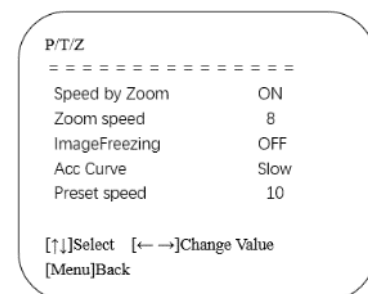 P/T/Z
= = = = = = = = = = = = = = =
Speed by Zoom ON
Zoom speed 8
ImageFreezing OFF
Acc Curve Slow
Preset speed 10
[↑↓]Select [← →]Change Value
[Menu]Back